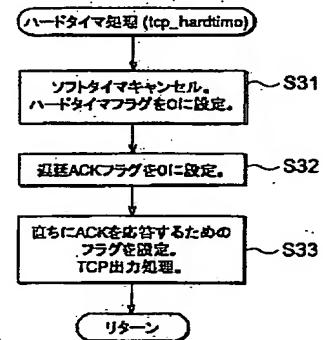 ハードタイマ処理 (tcp_hardtimo)
ソフトタイマキャンセル。
ハードタイマフラグを0に設定。
S31
遅延ACKフラグを0に設定。
S32
直ちにACKを応答するための
フラグを設定。
TCP出力処理。
S33
リターン